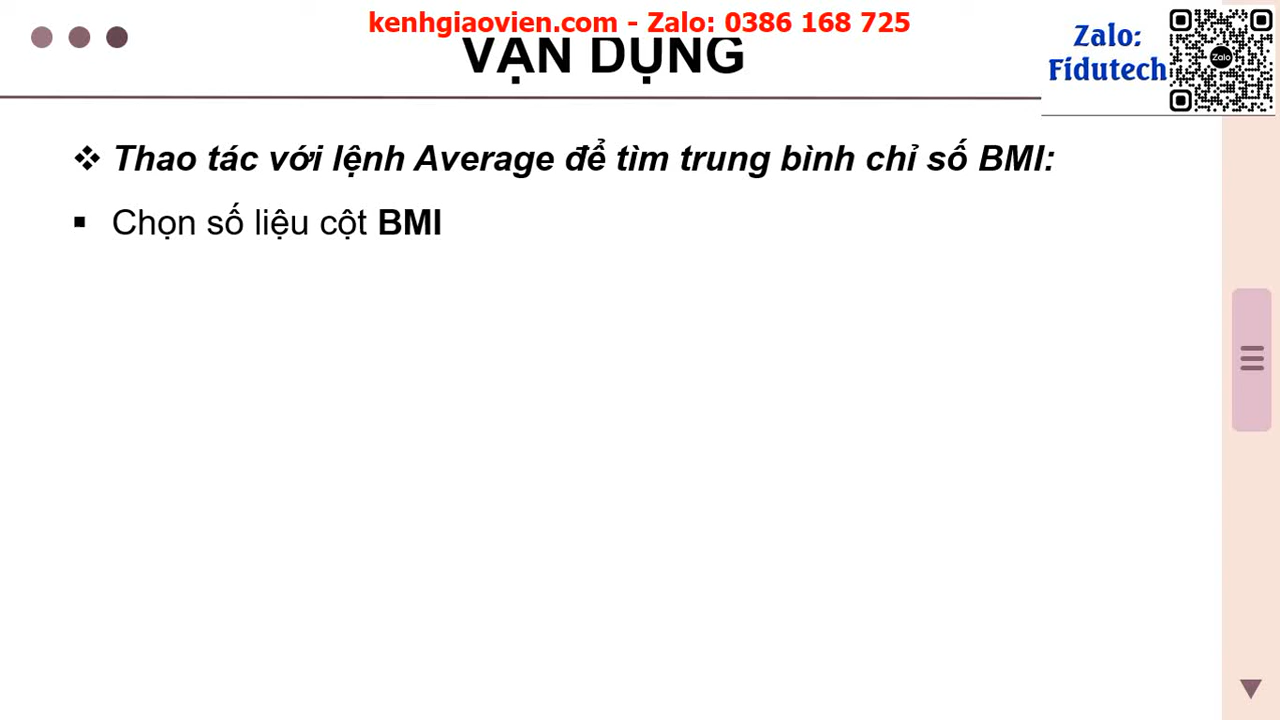 kenhgiaovien.com - Zalo: 0386 168 725
VẬN DỤNG
Zalo:
Fidutech
Zalo
❖ Thao tác với lệnh Average để tìm trung bình chỉ số BMI:
▪ Chọn số liệu cột BMI